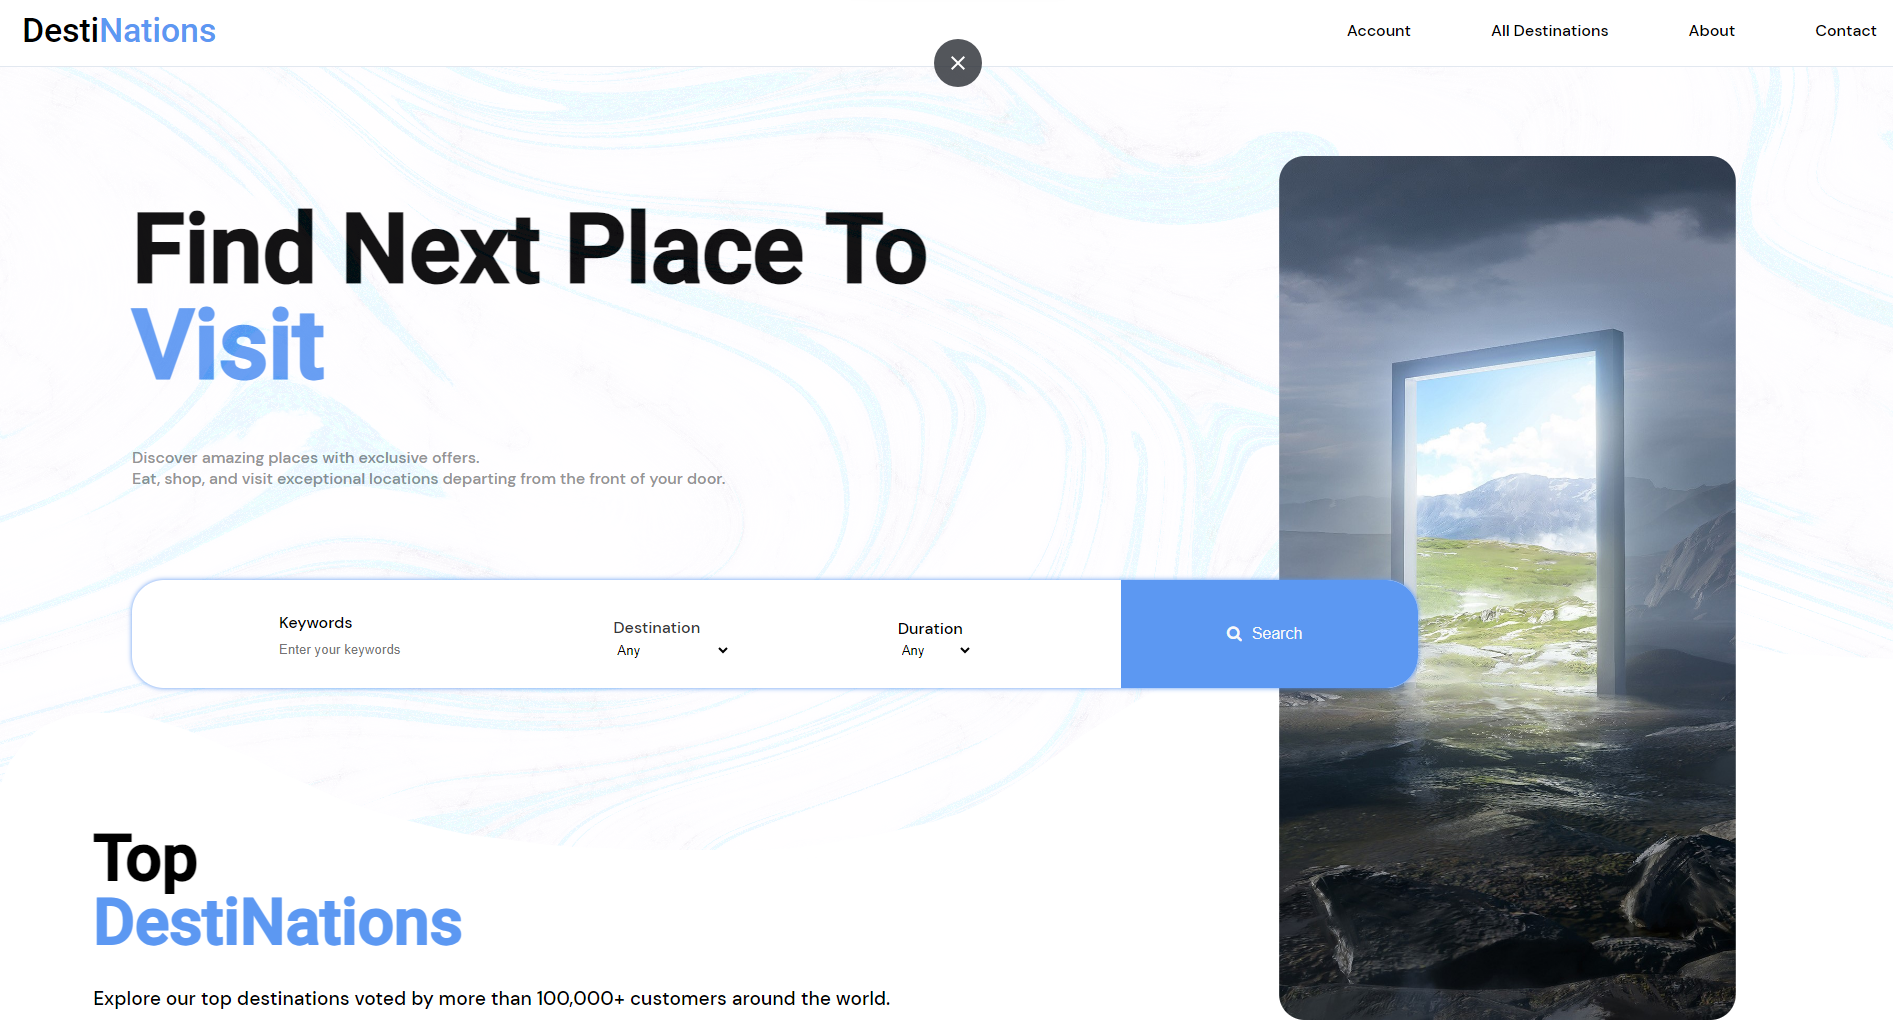 DestiNations
Account
All Destinations
About
Contact
Find Next Place To
Visit
Discover amazing places with exclusive offers.
Eat, shop, and visit exceptional locations departing from the front of your door.
Keywords
Enter your keywords
Destination
Any
Duration
Any
Search
Top
DestiNations
Explore our top destinations voted by more than 100,000+ customers around the world.